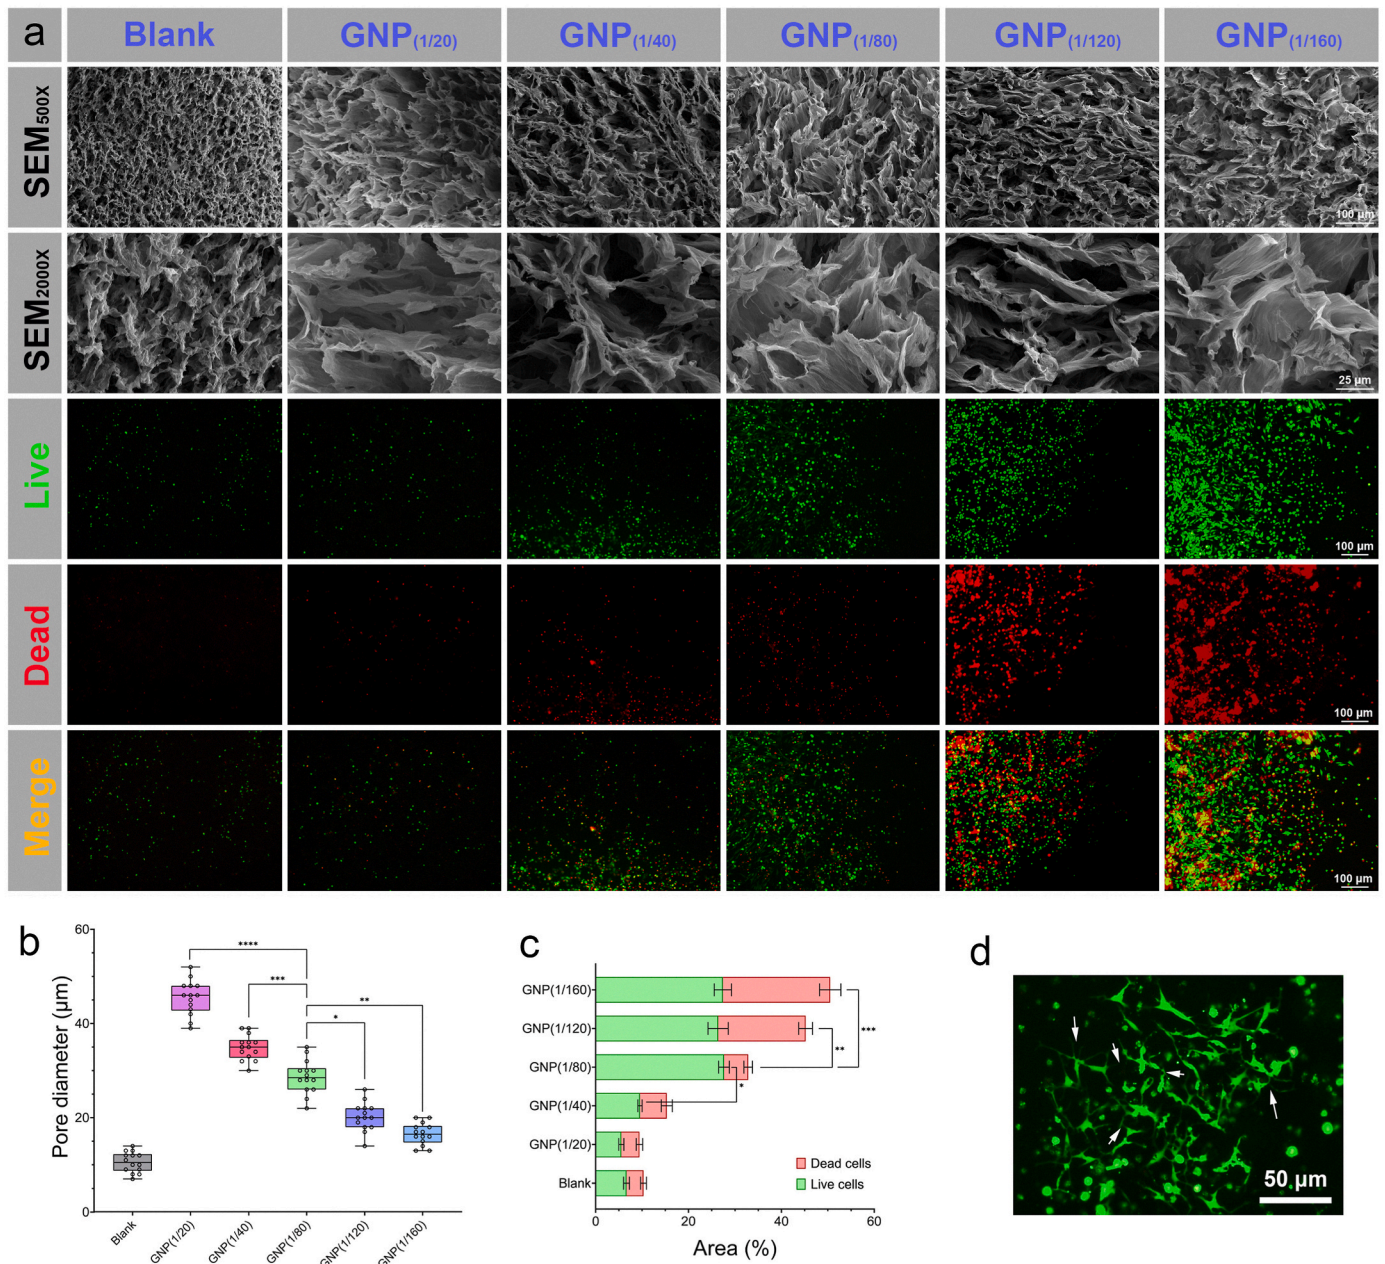 a
Blank
GNP(1/20)
GNP(1/40)
GNP(1/80)
GNP(1/120)
GNP(1/160)
SEM500X
100 µm
SEM2000X
25 µm
Live
100 µm
Dead
100 µm
Merge
100 µm
b
Pore diameter (µm)
60
40
20
0
****
***
**
*
Blank
GNP(1/20)
GNP(1/40)
GNP(1/80)
GNP(1/120)
GNP(1/160)
c
GNP(1/160)
GNP(1/120)
GNP(1/80)
GNP(1/40)
GNP(1/20)
Blank
***
**
*
Dead cells
Live cells
0
20
40
60
Area (%)
d
50 µm